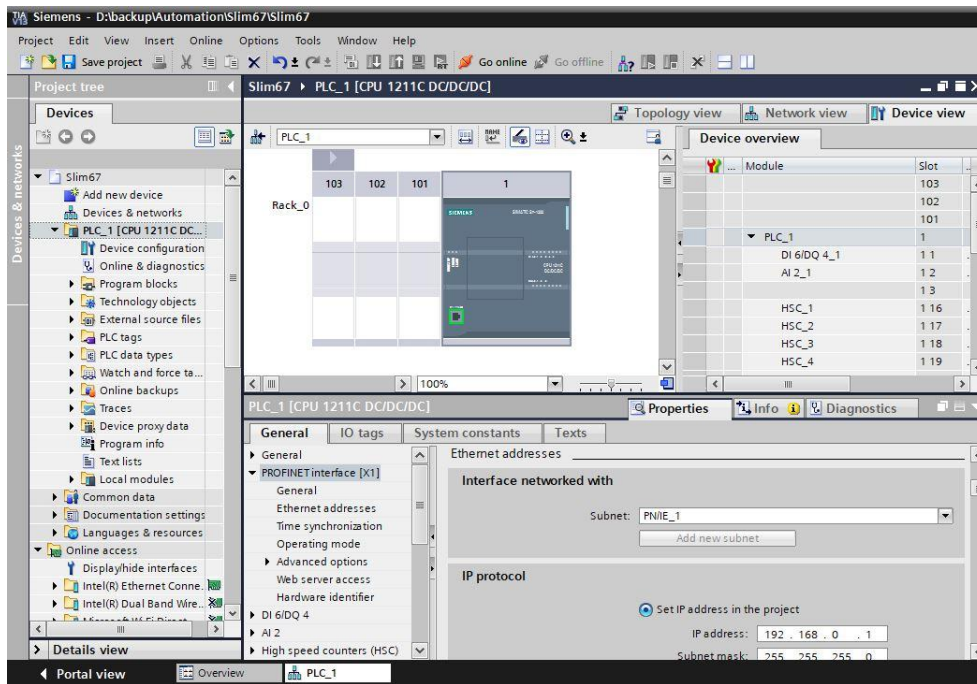 Siemens - D:\backup\Automation\Slim67\Slim67
Project Edit View Insert Online Options Tools Window Help
Save project Go online Go offline
Project tree
Devices
Devices & networks
Slim67
Add new device
Devices & networks
PLC_1 [CPU 1211C DC...
Device configuration
Online & diagnostics
Program blocks
Technology objects
External source files
PLC tags
PLC data types
Watch and force ta...
Online backups
Traces
Device proxy data
Program info
Text lists
Local modules
Common data
Documentation settings
Languages & resources
Online access
Display/hide interfaces
Intel(R) Ethernet Conne.
Intel(R) Dual Band Wire..
Details view
Slim67 PLC_1 [CPU 1211C DC/DC/DC]
Topology view Network view Device view
PLC_1
103 102 101 1
Rack_0
SIEMENS
100%
Device overview
... Module Slot
103
102
101
PLC_1 1
DI 6/DQ 4_1 1 1
AI 2_1 1 2
1 3
HSC_1 1 16
HSC_2 1 17
HSC_3 1 18
HSC_4 1 19
PLC_1 [CPU 1211C DC/DC/DC]
Properties Info Diagnostics
General IO tags System constants Texts
General
PROFINET interface [X1]
General
Ethernet addresses
Time synchronization
Operating mode
Advanced options
Web server access
Hardware identifier
DI 6/DQ 4
AI 2
High speed counters (HSC)
Ethernet addresses
Interface networked with
Subnet: PN/IE_1
Add new subnet
IP protocol
Set IP address in the project
IP address: 192 . 168 . 0 . 1
Subnet mask: 255 255 255 0
Portal view Overview PLC_1